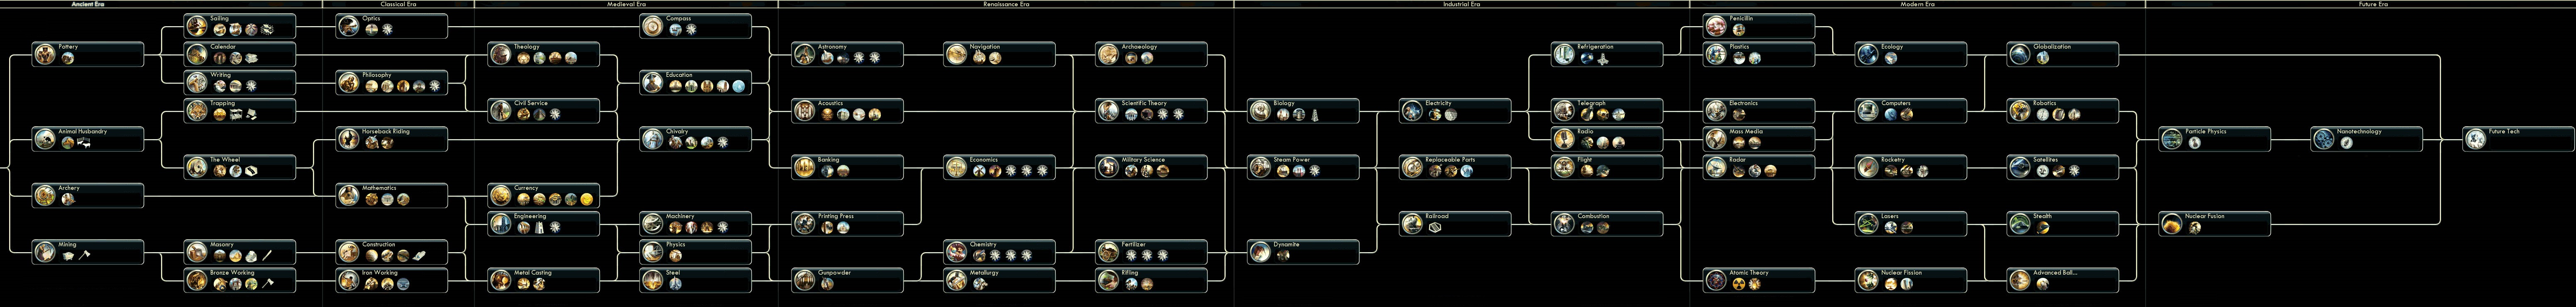 Ancient Era
Classical Era
Medieval Era
Renaissance Era
Industrial Era
Modern Era
Future Era
Pottery
Animal Husbandry
Archery
Mining
Sailing
Calendar
Writing
Trapping
The Wheel
Masonry
Bronze Working
Optics
Philosophy
Horseback Riding
Mathematics
Construction
Iron Working
Theology
Civil Service
Currency
Engineering
Metal Casting
Compass
Education
Chivalry
Machinery
Physics
Steel
Astronomy
Acoustics
Banking
Printing Press
Gunpowder
Navigation
Economics
Chemistry
Metallurgy
Archaeology
Scientific Theory
Military Science
Fertilizer
Rifling
Biology
Steam Power
Dynamite
Electricity
Replaceable Parts
Railroad
Refrigeration
Telegraph
Radio
Flight
Combustion
Penicillin
Plastics
Electronics
Mass Media
Radar
Atomic Theory
Ecology
Computers
Rocketry
Lasers
Nuclear Fission
Globalization
Robotics
Satellites
Stealth
Advanced Ball...
Particle Physics
Nuclear Fusion
Nanotechnology
Future Tech